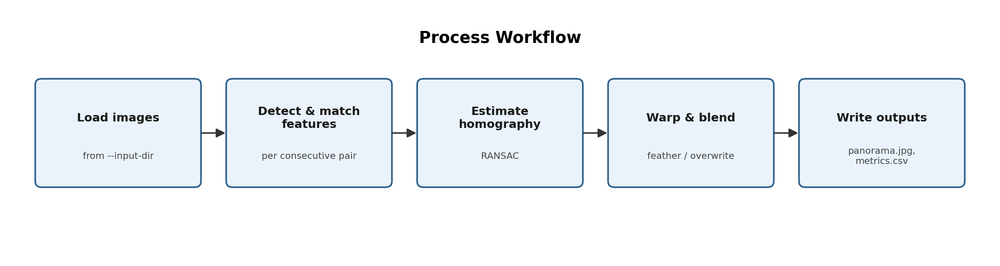 Process Workflow
Load images
from --input-dir
Detect & match
features
per consecutive pair
Estimate
homography
RANSAC
Warp & blend
feather / overwrite
Write outputs
panorama.jpg,
metrics.csv